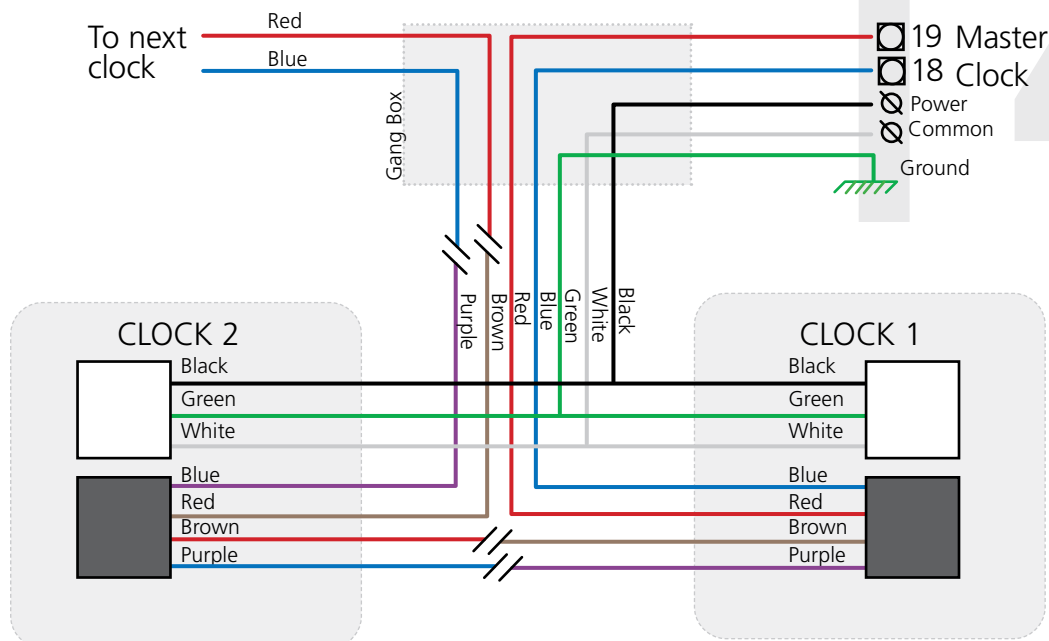 To next
clock
Red
Blue
Gang Box
19 Master
18 Clock
Power
Common
Ground
Purple
Brown
Red
Blue
Green
White
Black
CLOCK 2
Black
Green
White
Blue
Red
Brown
Purple
CLOCK 1
Black
Green
White
Blue
Red
Brown
Purple